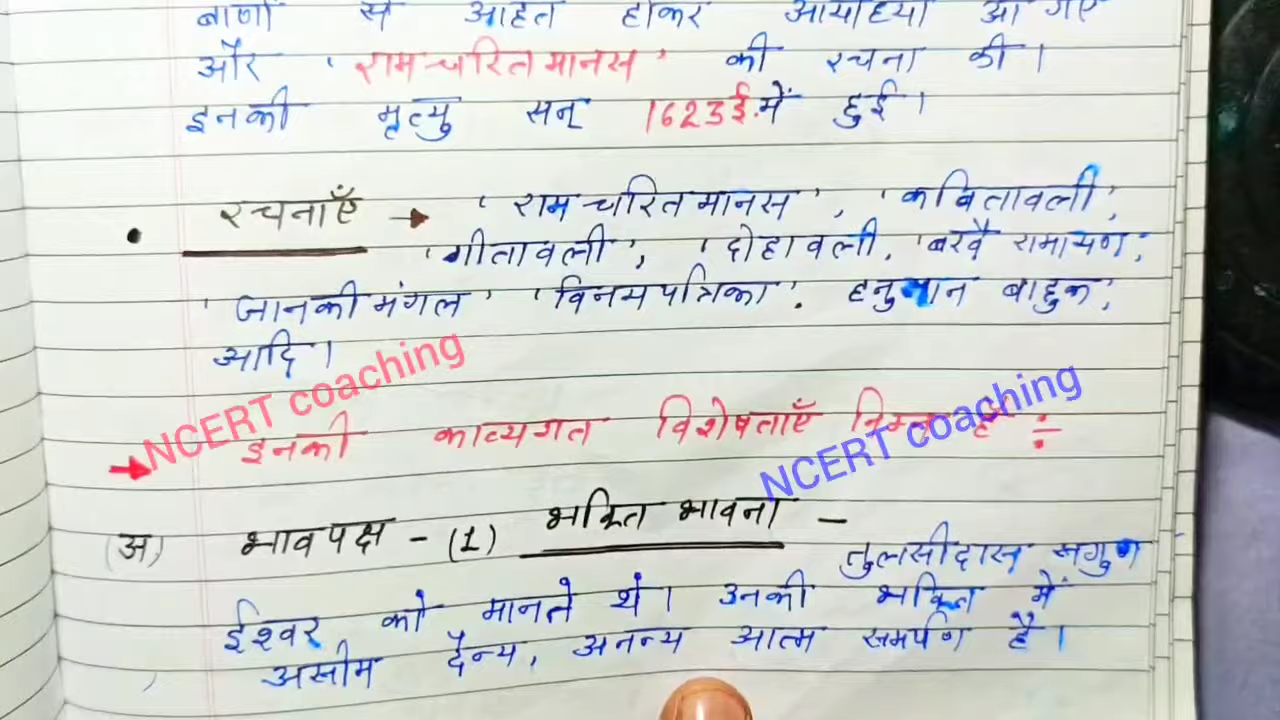 बाणों से आहत होकर अयोध्या आ गए
और 'रामचरितमानस' की रचना की।
इनकी मृत्यु सन् 1623ई.में हुई।
• रचनाएँ → 'रामचरितमानस', 'कवितावली',
'गीतावली', 'दोहावली, 'बरवै रामायण,
'जानकी मंगल' 'विनयपत्रिका'. हनुमान बाहुक,
आदि।
NCERT coaching
→ इनकी काव्यगत विशेषताएँ निम्न हैं ÷
NCERT coaching
(अ) भावपक्ष - (1) भक्ति भावना –
तुलसीदास सगुण
ईश्वर को मानते थे। उनकी भक्ति में
असीम दैन्य, अनन्य आत्म समर्पण है।